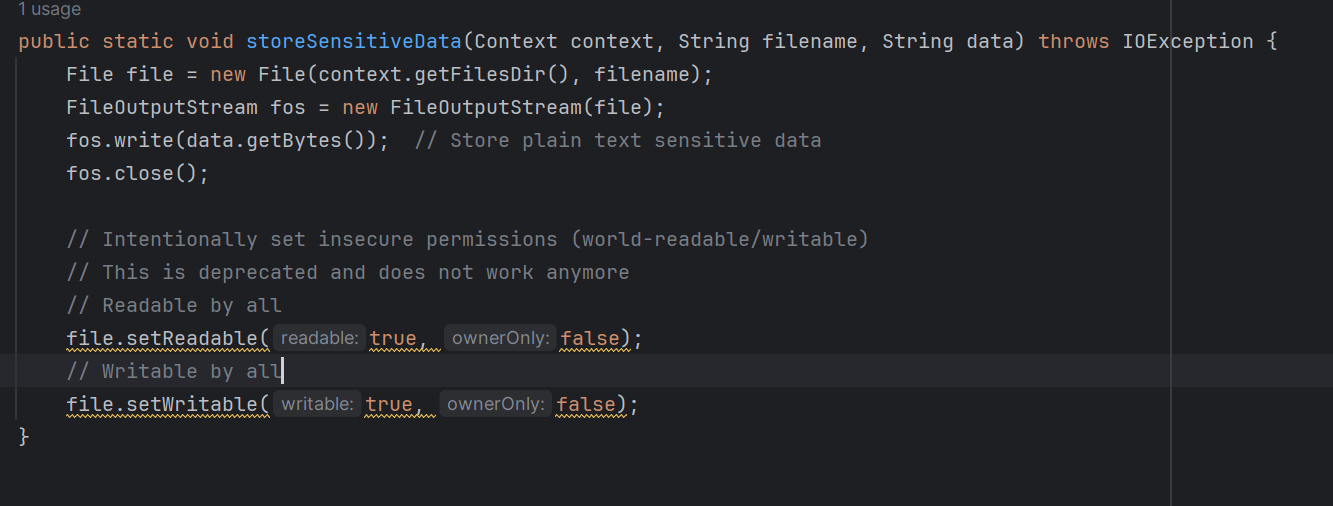 1 usage
public static void storeSensitiveData(Context context, String filename, String data) throws IOException {
File file = new File(context.getFilesDir(), filename);
FileOutputStream fos = new FileOutputStream(file);
fos.write(data.getBytes());  // Store plain text sensitive data
fos.close();
// Intentionally set insecure permissions (world-readable/writable)
// This is deprecated and does not work anymore
// Readable by all
file.setReadable( readable: true, ownerOnly: false);
// Writable by all
file.setWritable( writable: true, ownerOnly: false);
}